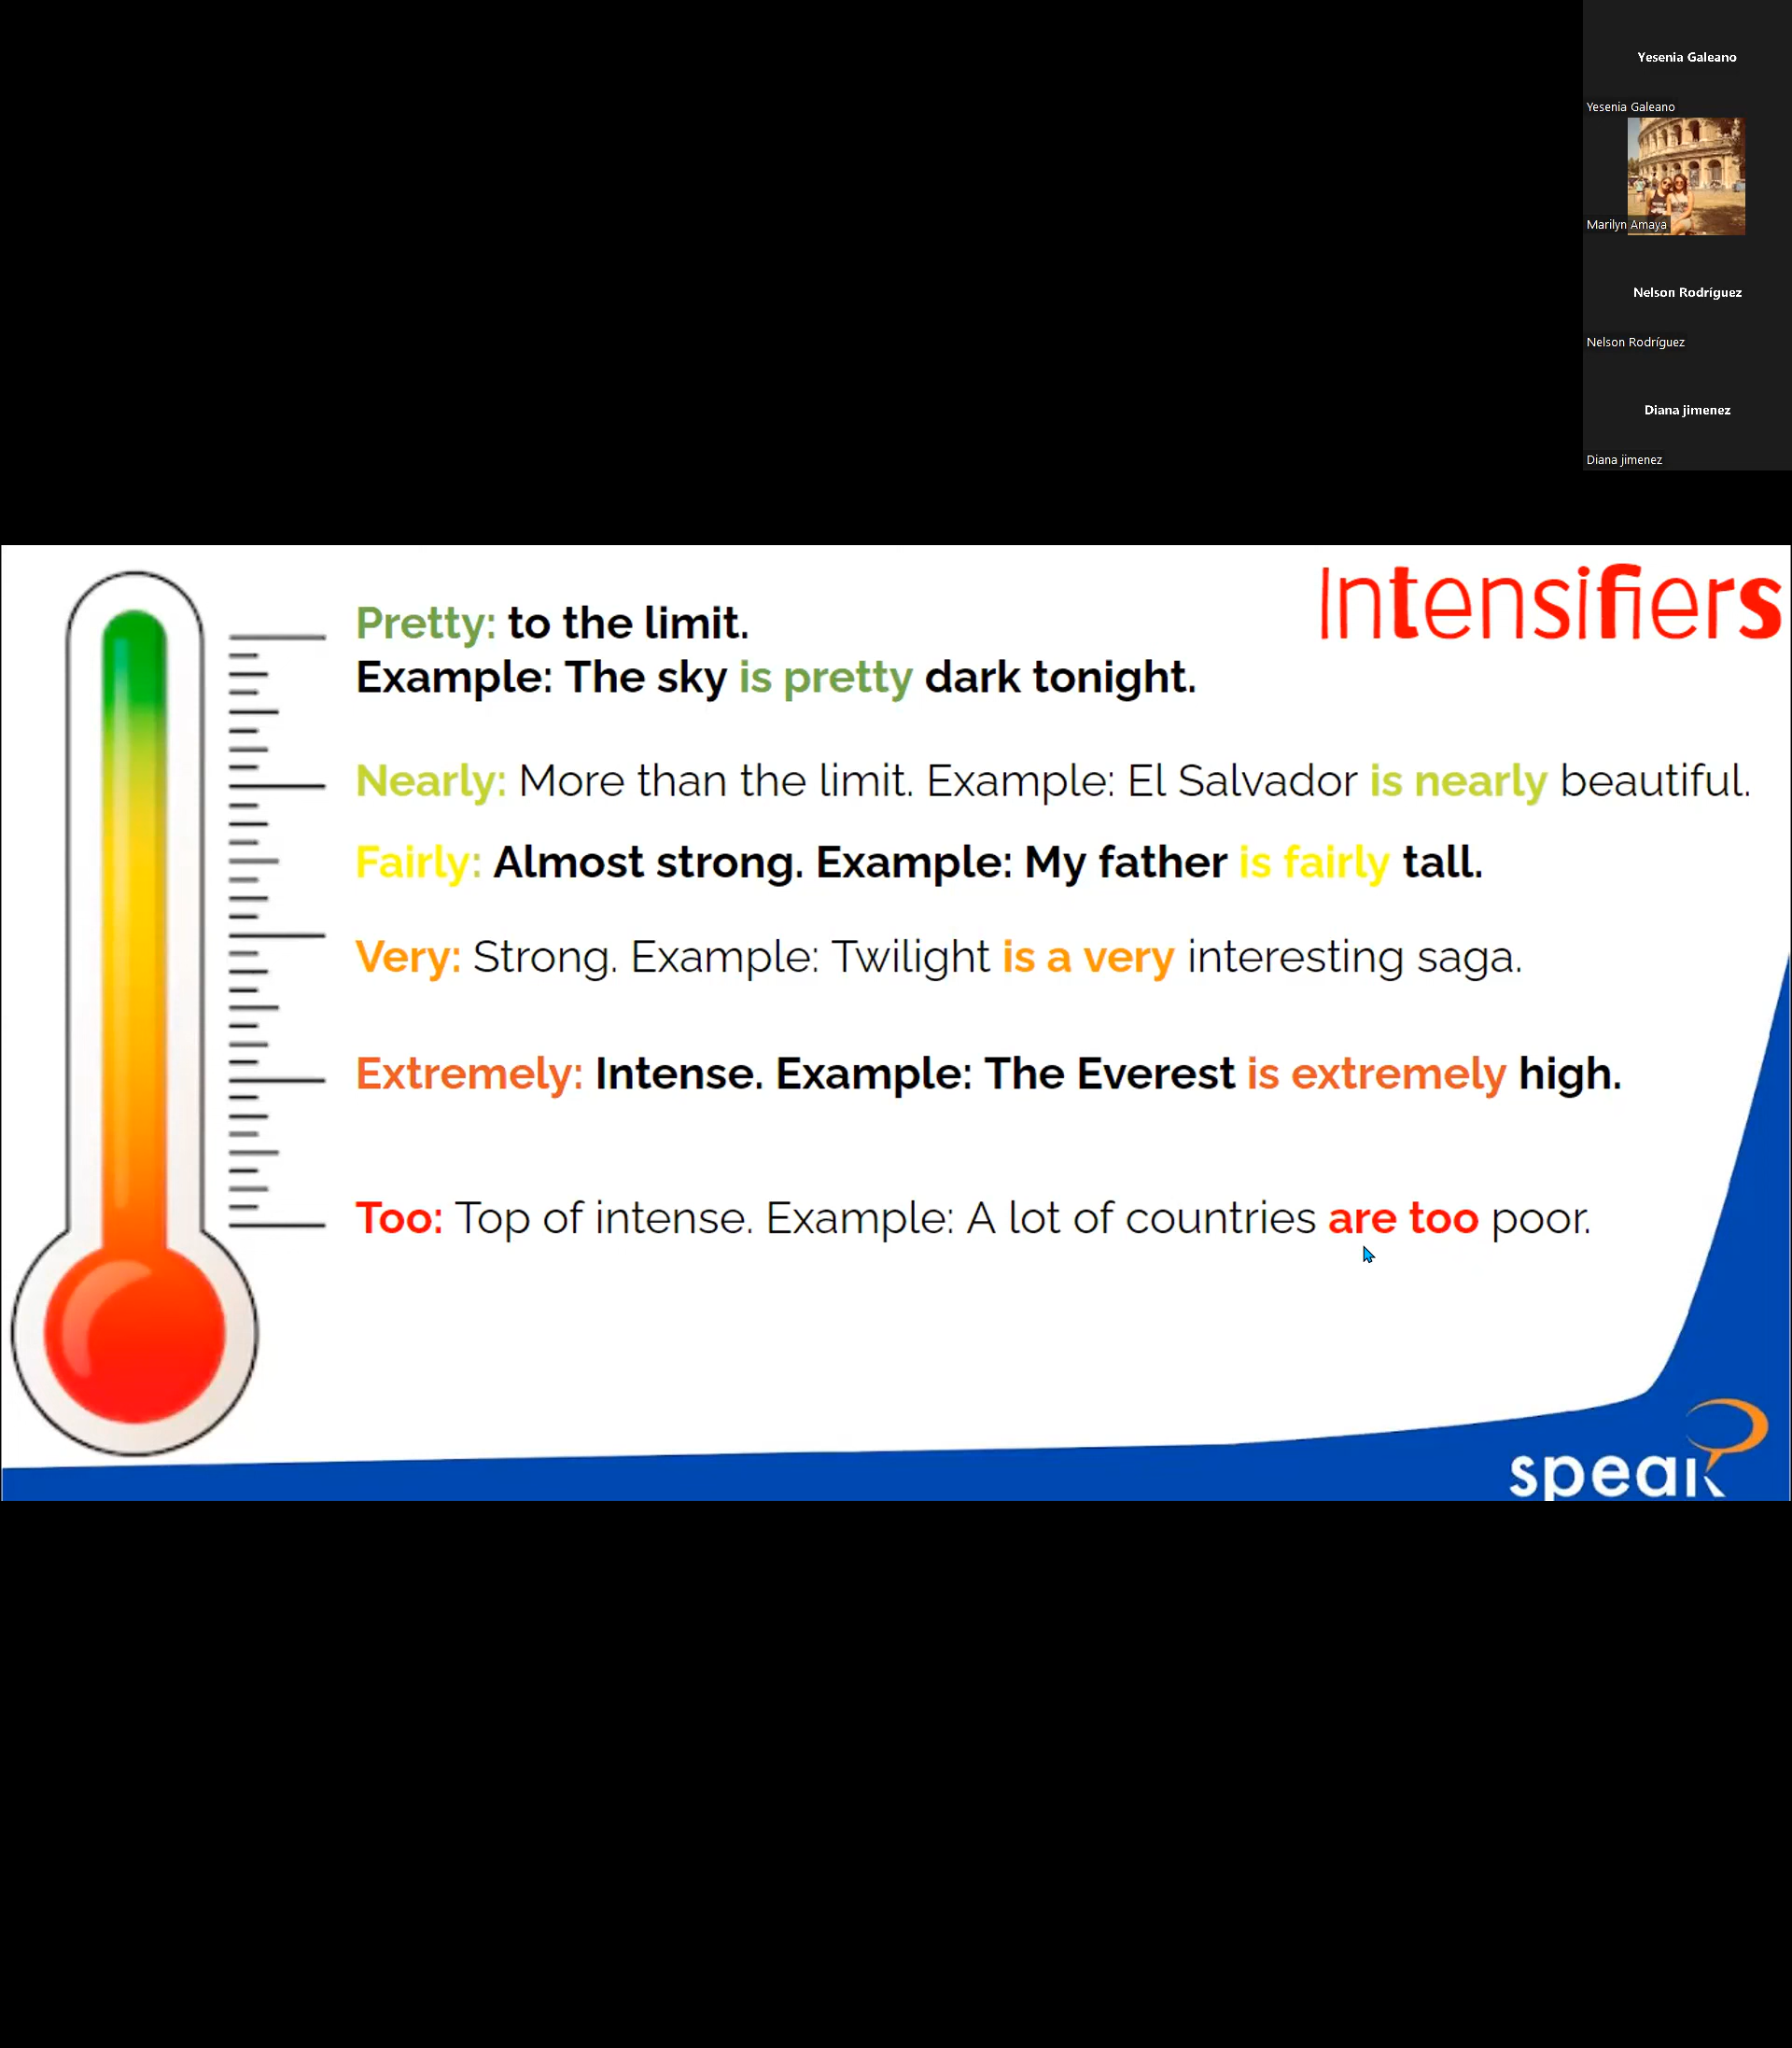 Yesenia Galeano
Yesenia Galeano
Marilyn Amaya
Nelson Rodríguez
Nelson Rodríguez
Diana jimenez
Diana jimenez
Intensifiers
Pretty: to the limit.
Example: The sky is pretty dark tonight.
Nearly: More than the limit. Example: El Salvador is nearly beautiful.
Fairly: Almost strong. Example: My father is fairly tall.
Very: Strong. Example: Twilight is a very interesting saga.
Extremely: Intense. Example: The Everest is extremely high.
Too: Top of intense. Example: A lot of countries are too poor.
speak